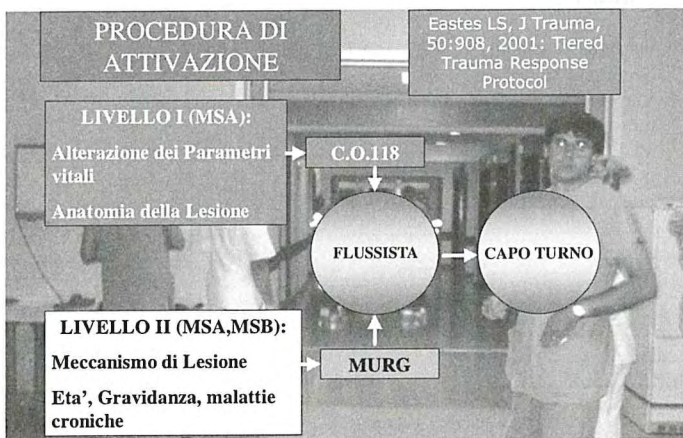 PROCEDURA DI
ATTIVAZIONE
Eastes LS, J Trauma,
50:908, 2001: Tiered
Trauma Response
Protocol
LIVELLO I (MSA):
Alterazione dei Parametri
vitali
Anatomia della Lesione
C.O.118
FLUSSISTA
CAPO TURNO
LIVELLO II (MSA,MSB):
Meccanismo di Lesione
Eta', Gravidanza, malattie
croniche
MURG